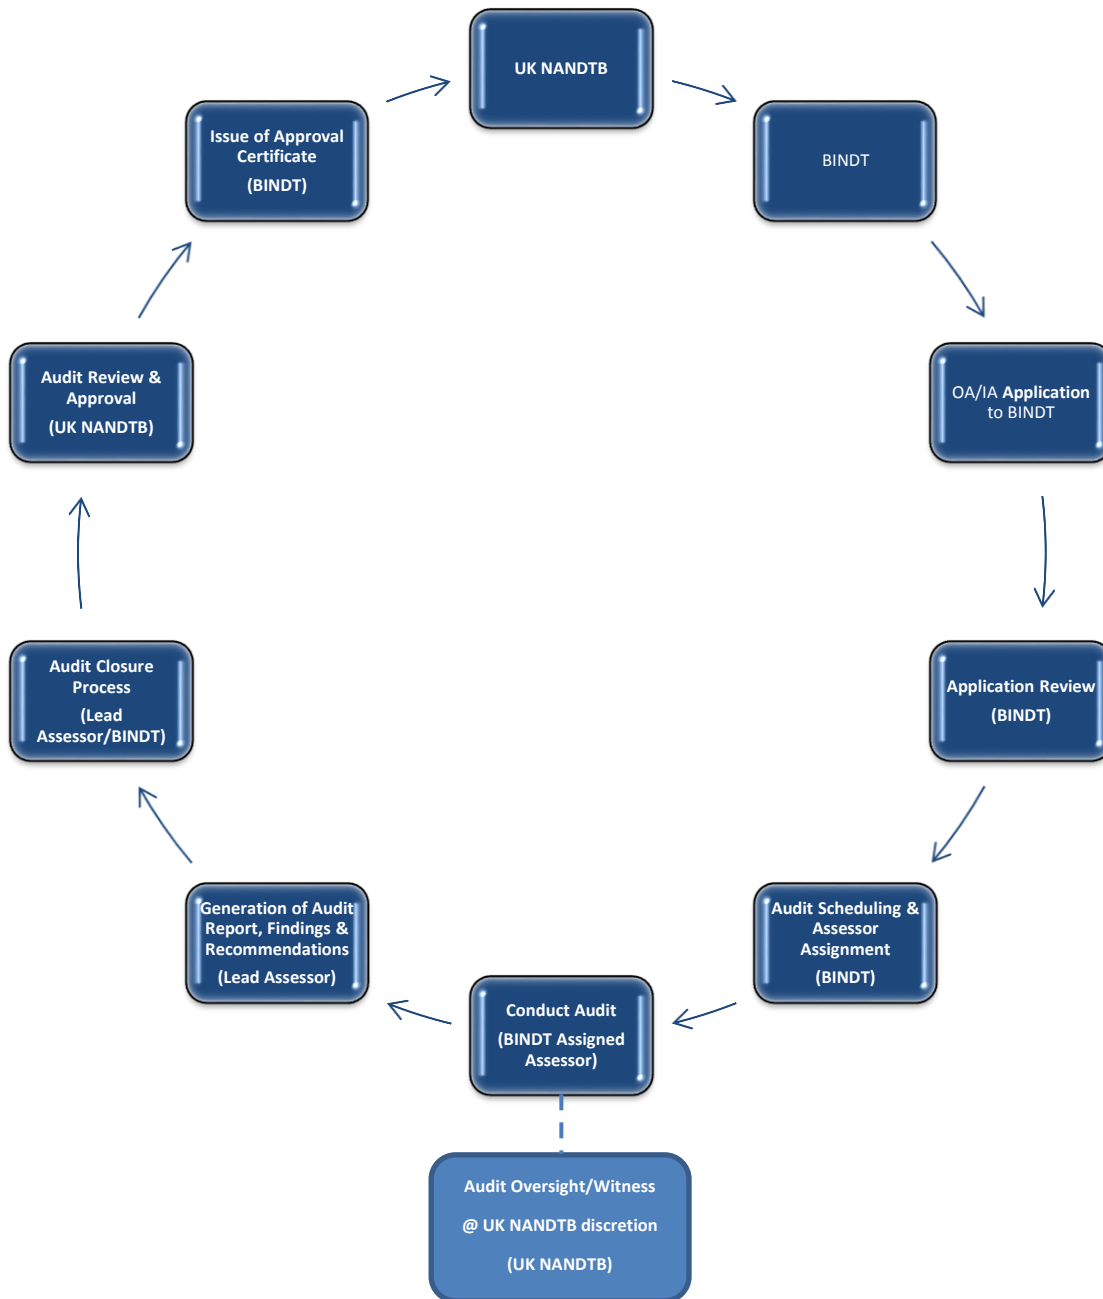 UK NANDTB
BINDT
OA/IA Application
to BINDT
Application Review
(BINDT)
Audit Scheduling &
Assessor
Assignment
(BINDT)
Conduct Audit
(BINDT Assigned
Assessor)
Audit Oversight/Witness
@ UK NANDTB discretion
(UK NANDTB)
Generation of Audit
Report, Findings &
Recommendations
(Lead Assessor)
Audit Closure
Process
(Lead
Assessor/BINDT)
Audit Review &
Approval
(UK NANDTB)
Issue of Approval
Certificate
(BINDT)